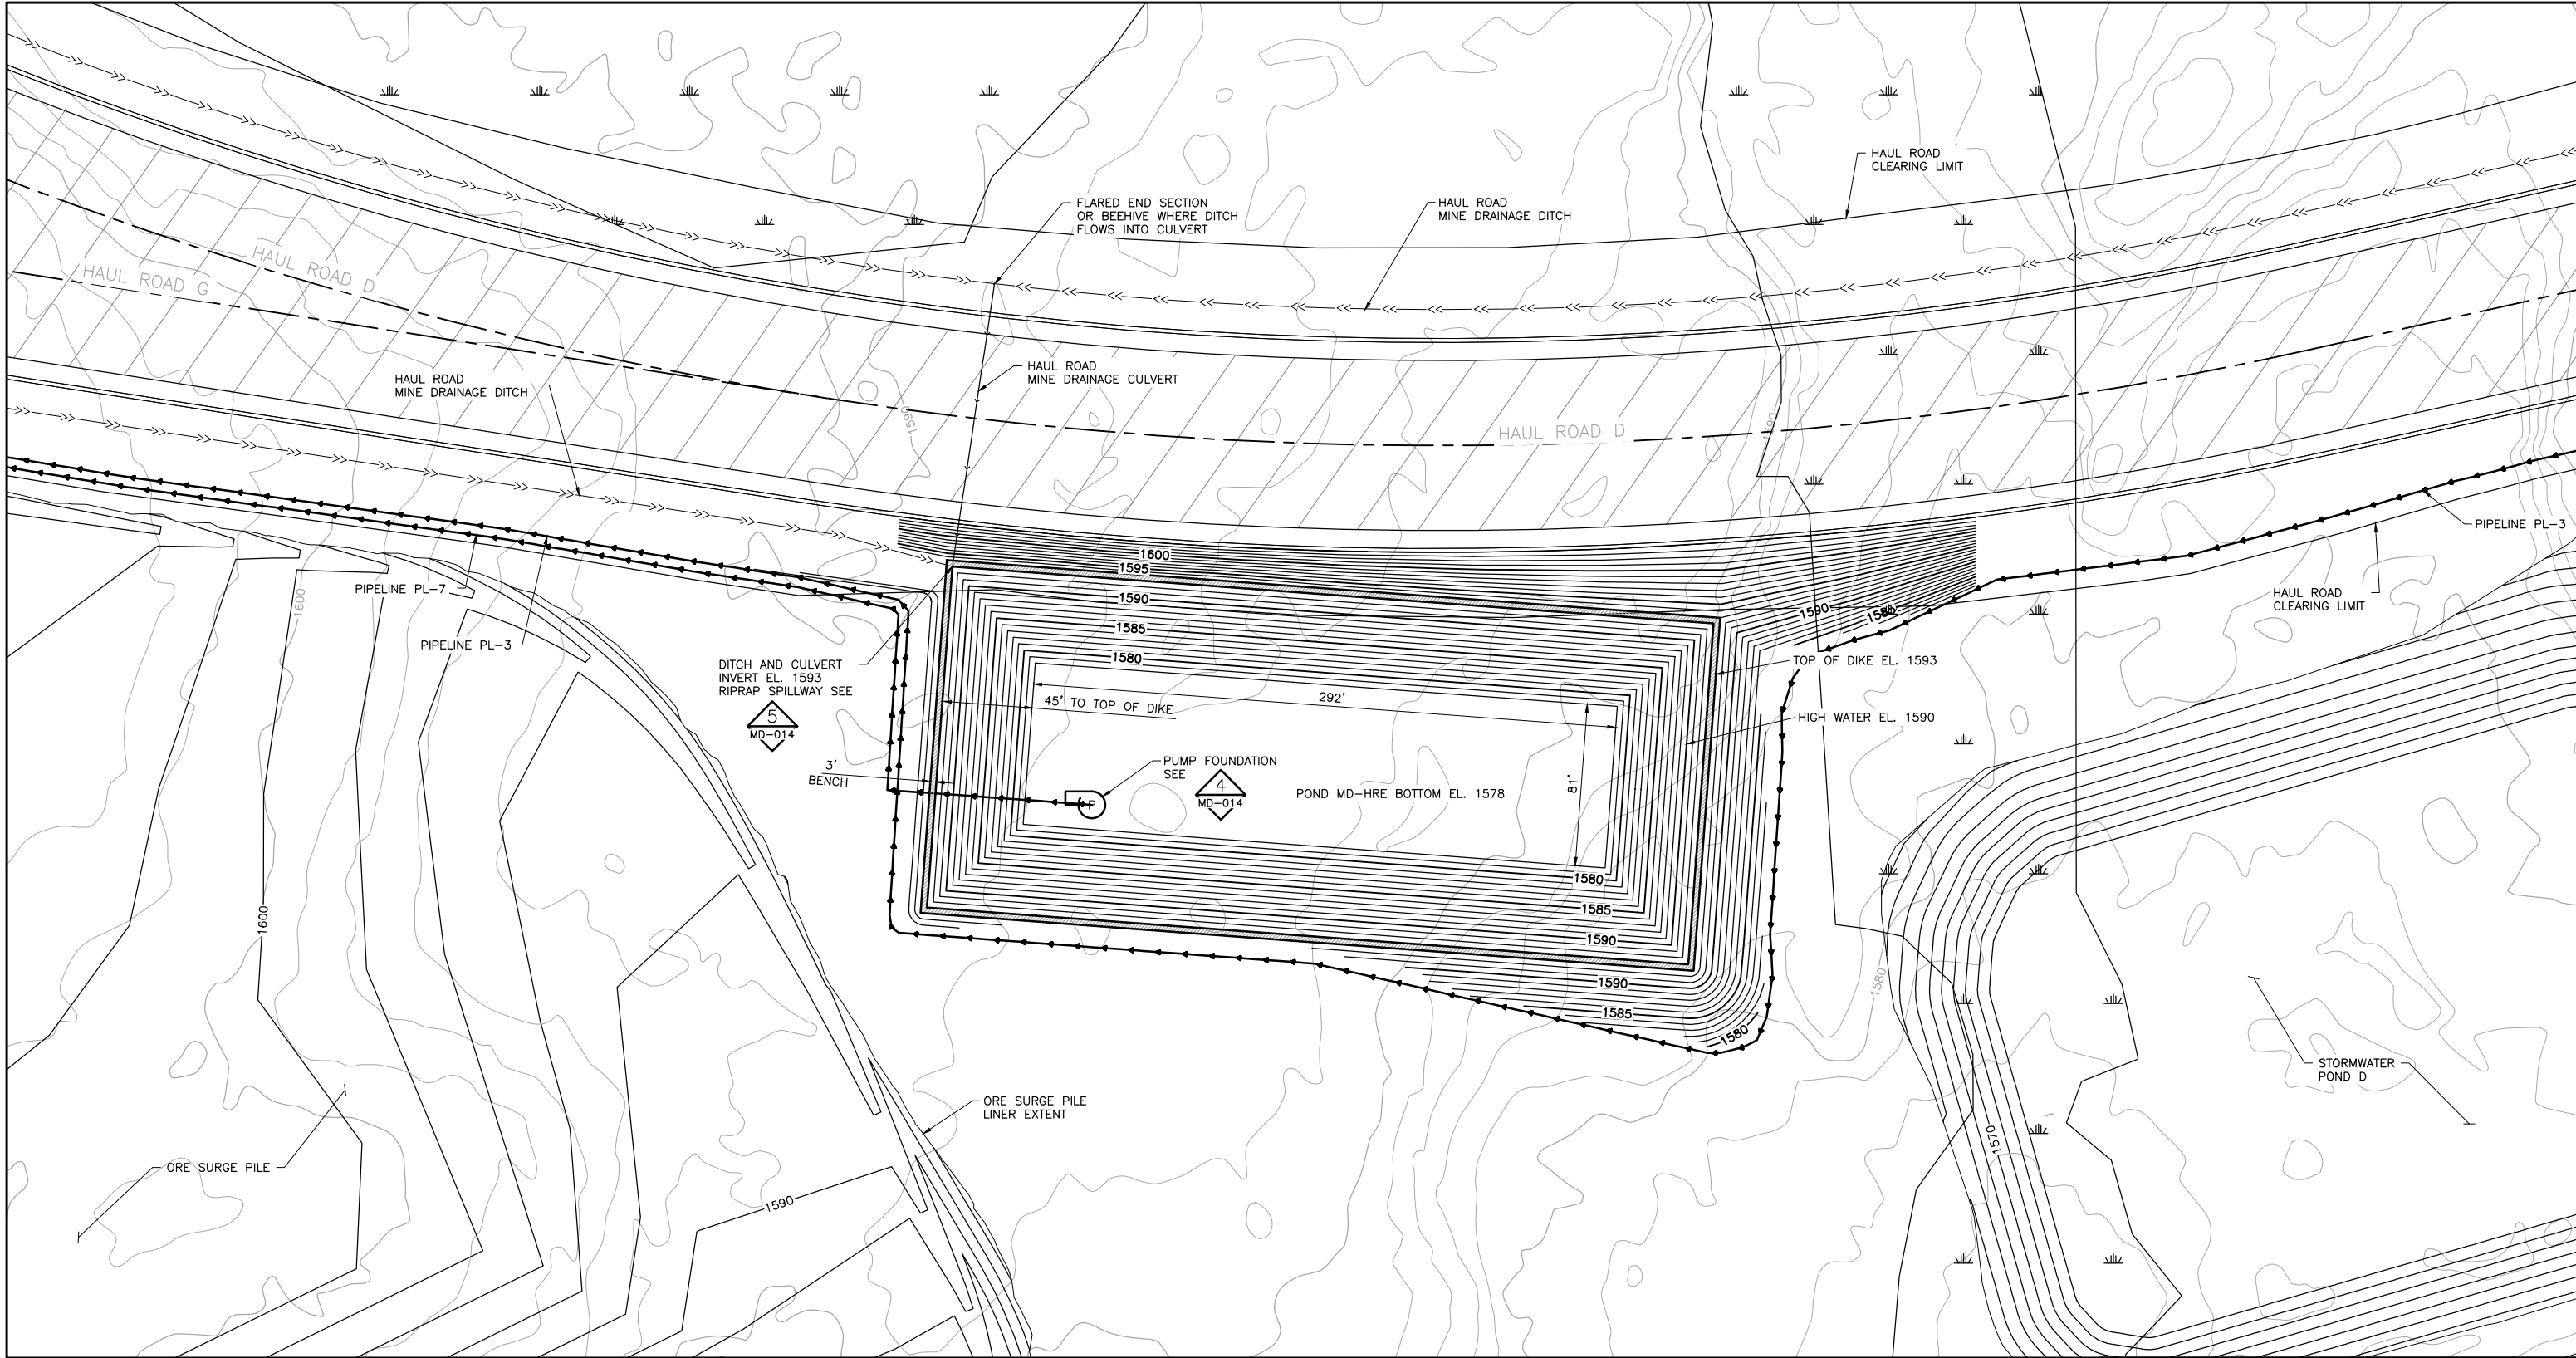 HAUL ROAD
CLEARING LIMIT
FLARED END SECTION
OR BEEHIVE WHERE DITCH
FLOWS INTO CULVERT
HAUL ROAD
MINE DRAINAGE DITCH
HAUL ROAD D
HAUL ROAD G
HAUL ROAD
MINE DRAINAGE DITCH
HAUL ROAD
MINE DRAINAGE CULVERT
1590
1590
HAUL ROAD D
PIPELINE PL-3
1600
1595
1590
1585
1580
1590
1585
PIPELINE PL-7
1600
PIPELINE PL-3
HAUL ROAD
CLEARING LIMIT
DITCH AND CULVERT
INVERT EL. 1593
RIPRAP SPILLWAY SEE
5
MD-014
TOP OF DIKE EL. 1593
292'
45' TO TOP OF DIKE
HIGH WATER EL. 1590
3'
BENCH
PUMP FOUNDATION
SEE
4
MD-014
P
POND MD-HRE BOTTOM EL. 1578
81'
1580
1585
1590
1600
1590
1585
1580
1580
STORMWATER
POND D
ORE SURGE PILE
LINER EXTENT
1570
ORE SURGE PILE
1590